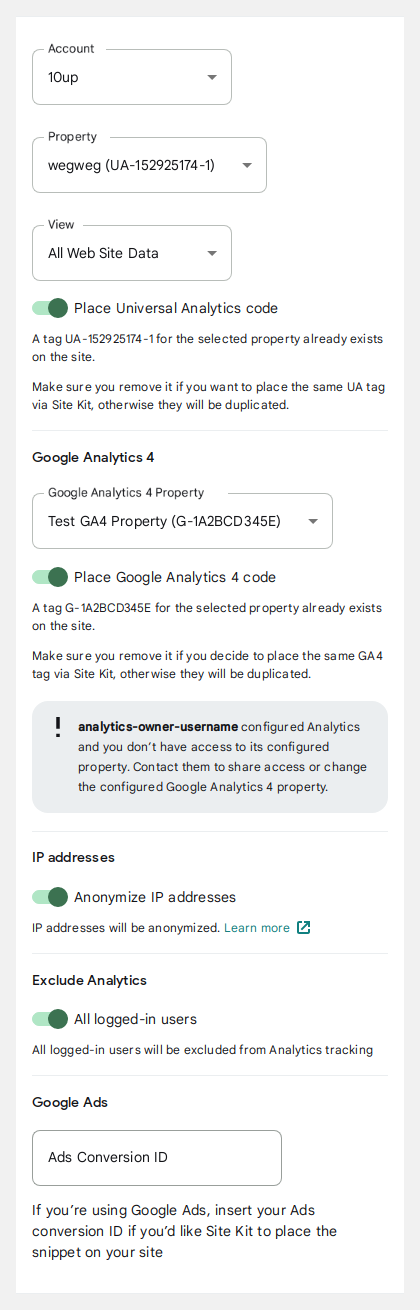 Account
10up
Property
wegweg (UA-152925174-1)
View
All Web Site Data
Place Universal Analytics code
A tag UA-152925174-1 for the selected property already exists
on the site.
Make sure you remove it if you want to place the same UA tag
via Site Kit, otherwise they will be duplicated.
Google Analytics 4
Google Analytics 4 Property
Test GA4 Property (G-1A2BCD345E)
Place Google Analytics 4 code
A tag G-1A2BCD345E for the selected property already exists
on the site.
Make sure you remove it if you decide to place the same GA4
tag via Site Kit, otherwise they will be duplicated.
analytics-owner-username configured Analytics
and you don’t have access to its configured
property. Contact them to share access or change
the configured Google Analytics 4 property.
IP addresses
Anonymize IP addresses
IP addresses will be anonymized. Learn more
Exclude Analytics
All logged-in users
All logged-in users will be excluded from Analytics tracking
Google Ads
Ads Conversion ID
If you’re using Google Ads, insert your Ads
conversion ID if you’d like Site Kit to place the
snippet on your site